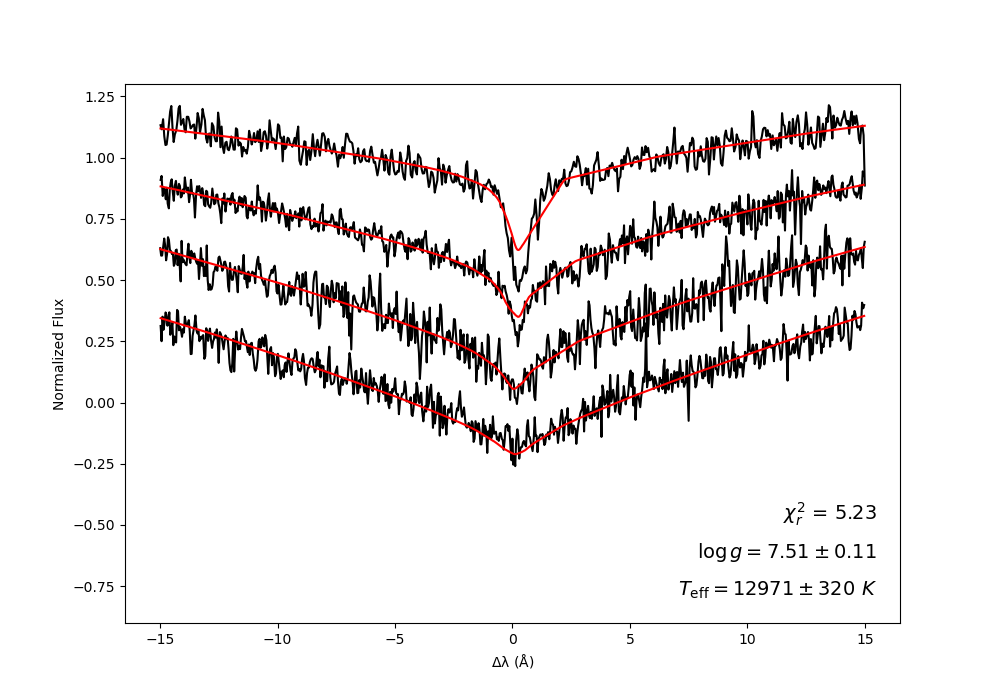 1.25
1.00
0.75
0.50
0.25
0.00
−0.25
−0.50
−0.75
Normalized Flux
χ²ᵣ = 5.23
log g = 7.51 ± 0.11
T_eff = 12971 ± 320 K
−15 −10 −5 0 5 10 15
Δλ (Å)